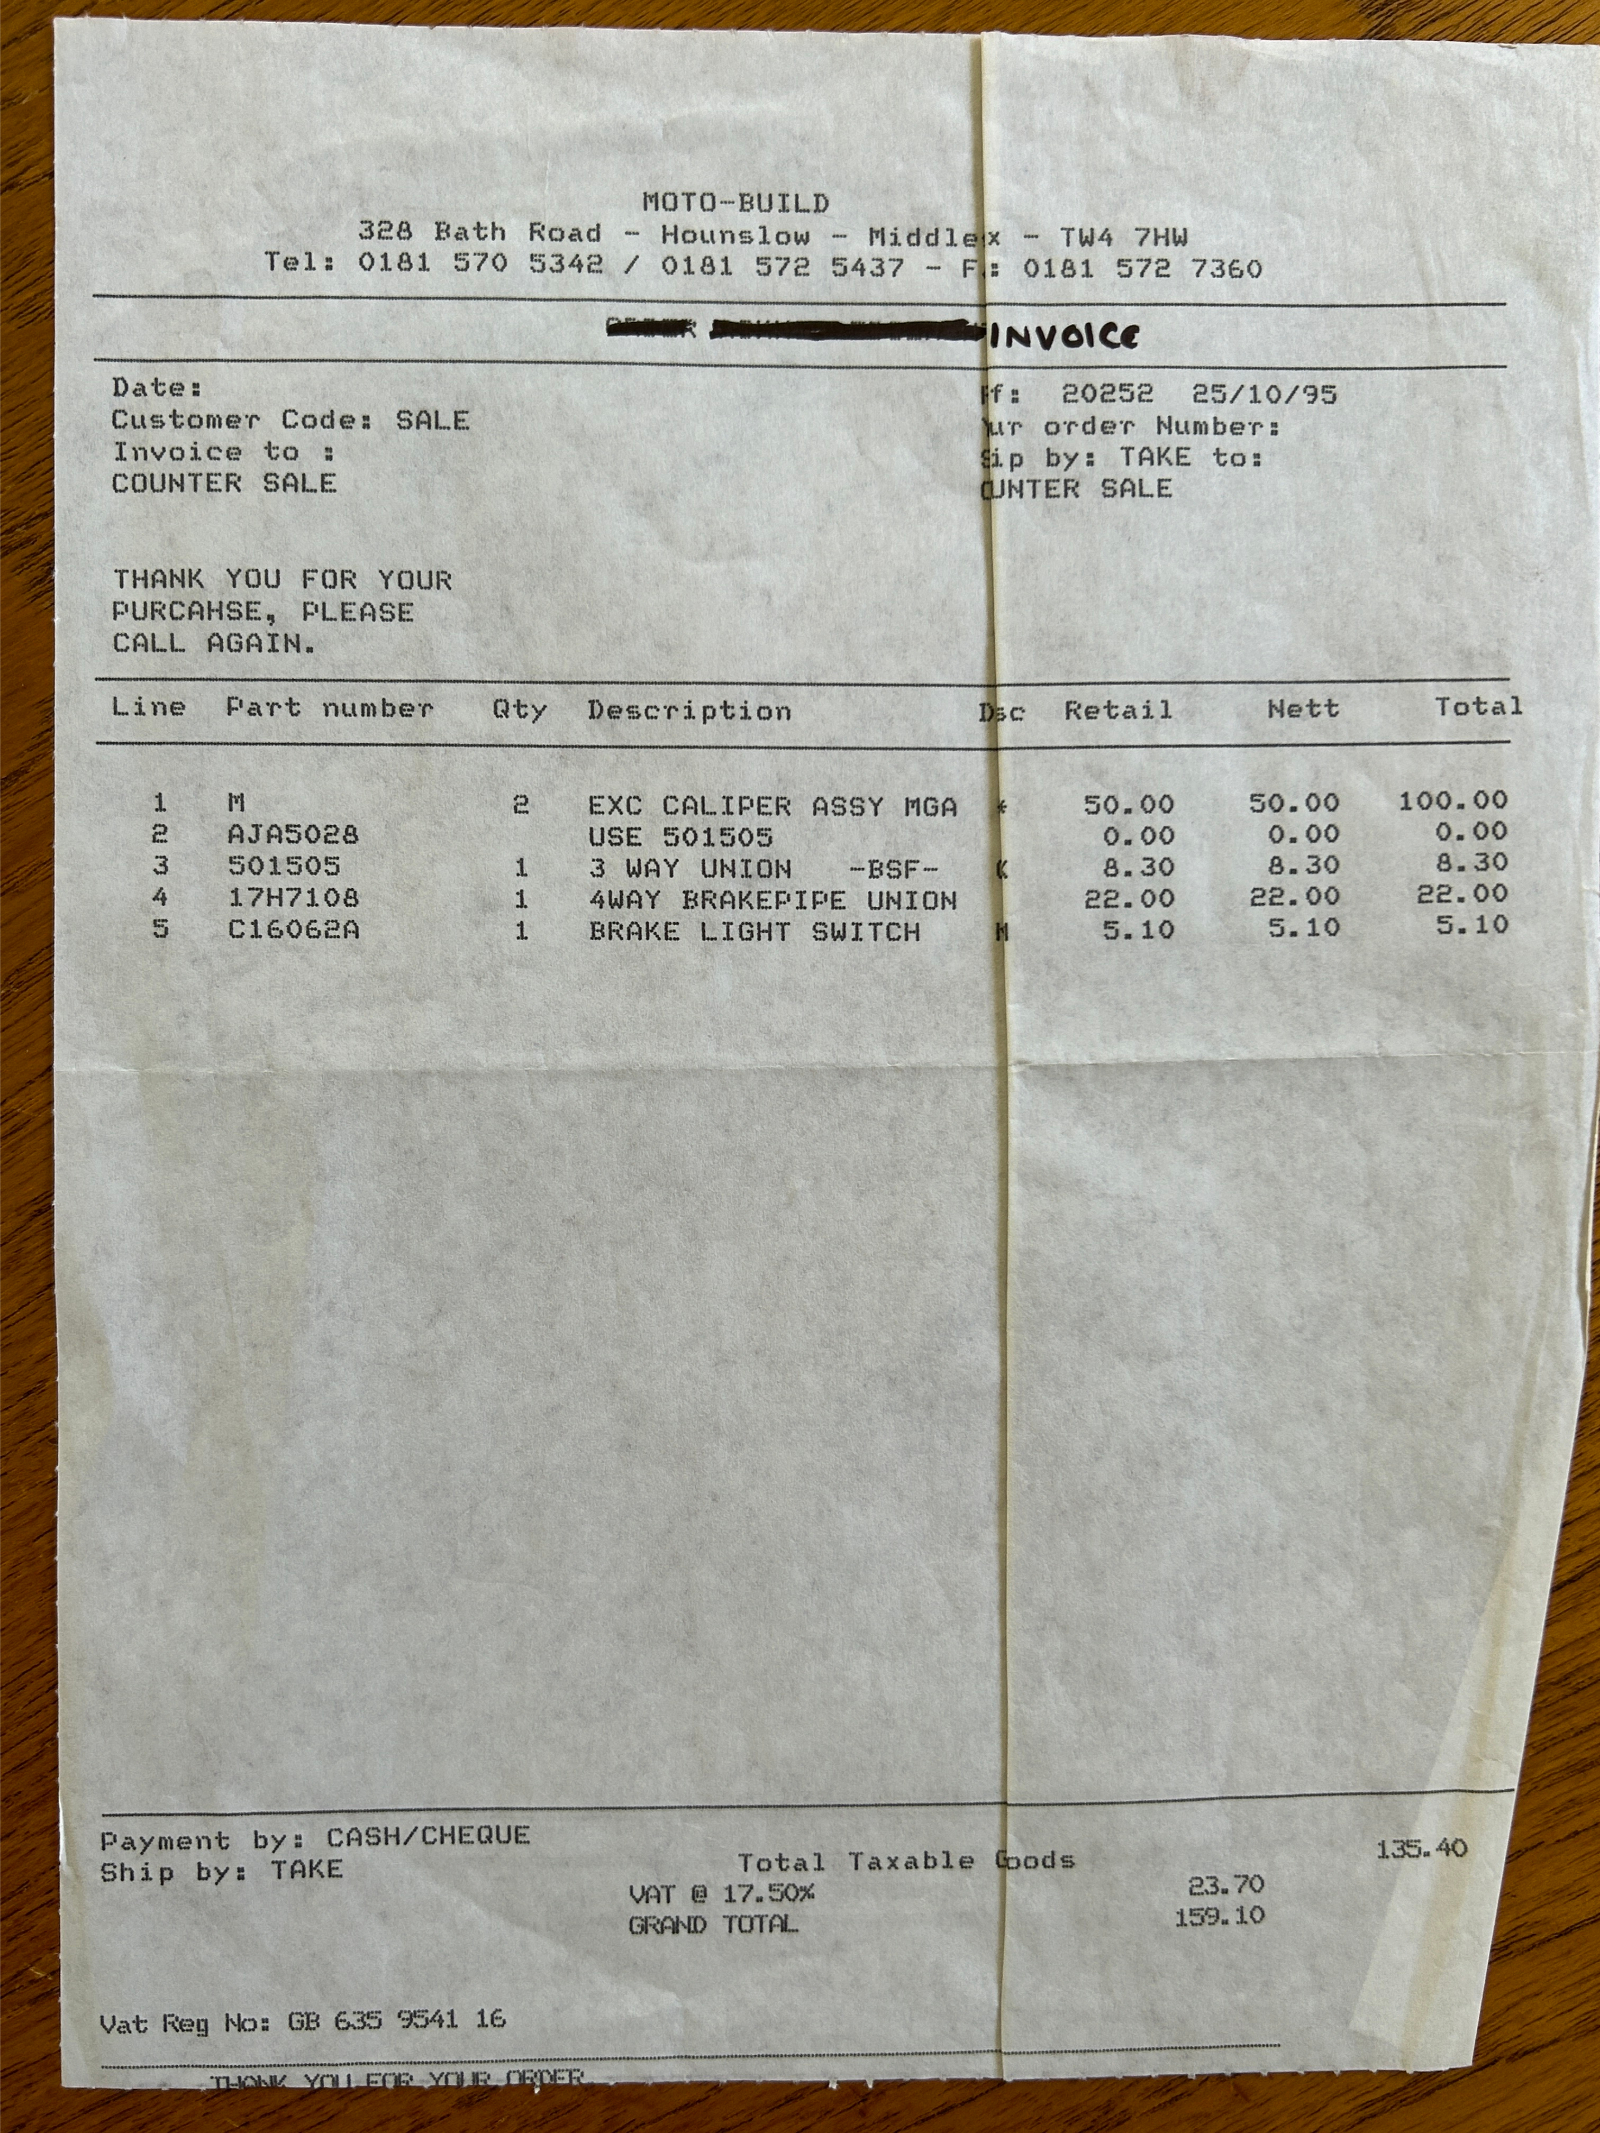 MOTO-BUILD
328 Bath Road - Hounslow - Middlex - TW4 7HW
Tel: 0181 570 5342 / 0181 572 5437 - F: 0181 572 7360
INVOICE
Date:
f: 20252 25/10/95
Customer Code: SALE
ur order Number:
Invoice to :
ip by: TAKE to:
COUNTER SALE
UNTER SALE
THANK YOU FOR YOUR
PURCAHSE, PLEASE
CALL AGAIN.
Line Part number Qty Description Dsc Retail Nett Total
1 M 2 EXC CALIPER ASSY MGA * 50.00 50.00 100.00
2 AJA5028 USE 501505 0.00 0.00 0.00
3 501505 1 3 WAY UNION -BSF- K 8.30 8.30 8.30
4 17H7108 1 4WAY BRAKEPIPE UNION 22.00 22.00 22.00
5 C16062A 1 BRAKE LIGHT SWITCH M 5.10 5.10 5.10
Payment by: CASH/CHEQUE
Ship by: TAKE
Total Taxable Goods 135.40
VAT @ 17.50% 23.70
GRAND TOTAL 159.10
Vat Reg No: GB 635 9541 16
THANK YOU FOR YOUR ORDER